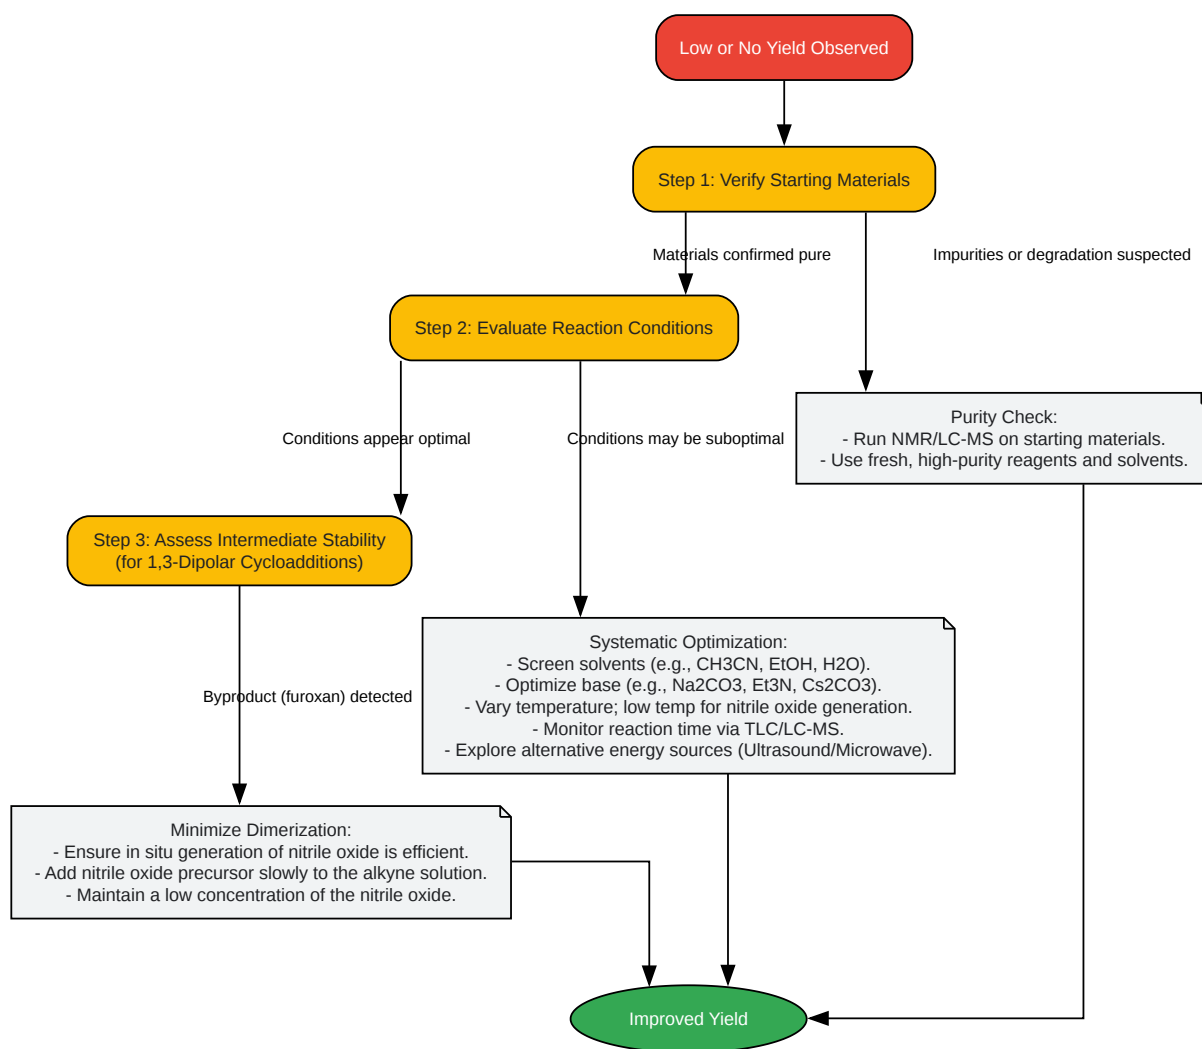 Low or No Yield Observed
Step 1: Verify Starting Materials
Materials confirmed pure
Impurities or degradation suspected
Step 2: Evaluate Reaction Conditions
Purity Check:
- Run NMR/LC-MS on starting materials.
- Use fresh, high-purity reagents and solvents.
Conditions appear optimal
Conditions may be suboptimal
Step 3: Assess Intermediate Stability
(for 1,3-Dipolar Cycloadditions)
Systematic Optimization:
- Screen solvents (e.g., CH3CN, EtOH, H2O).
- Optimize base (e.g., Na2CO3, Et3N, Cs2CO3).
- Vary temperature; low temp for nitrile oxide generation.
- Monitor reaction time via TLC/LC-MS.
- Explore alternative energy sources (Ultrasound/Microwave).
Byproduct (furoxan) detected
Minimize Dimerization:
- Ensure in situ generation of nitrile oxide is efficient.
- Add nitrile oxide precursor slowly to the alkyne solution.
- Maintain a low concentration of the nitrile oxide.
Improved Yield